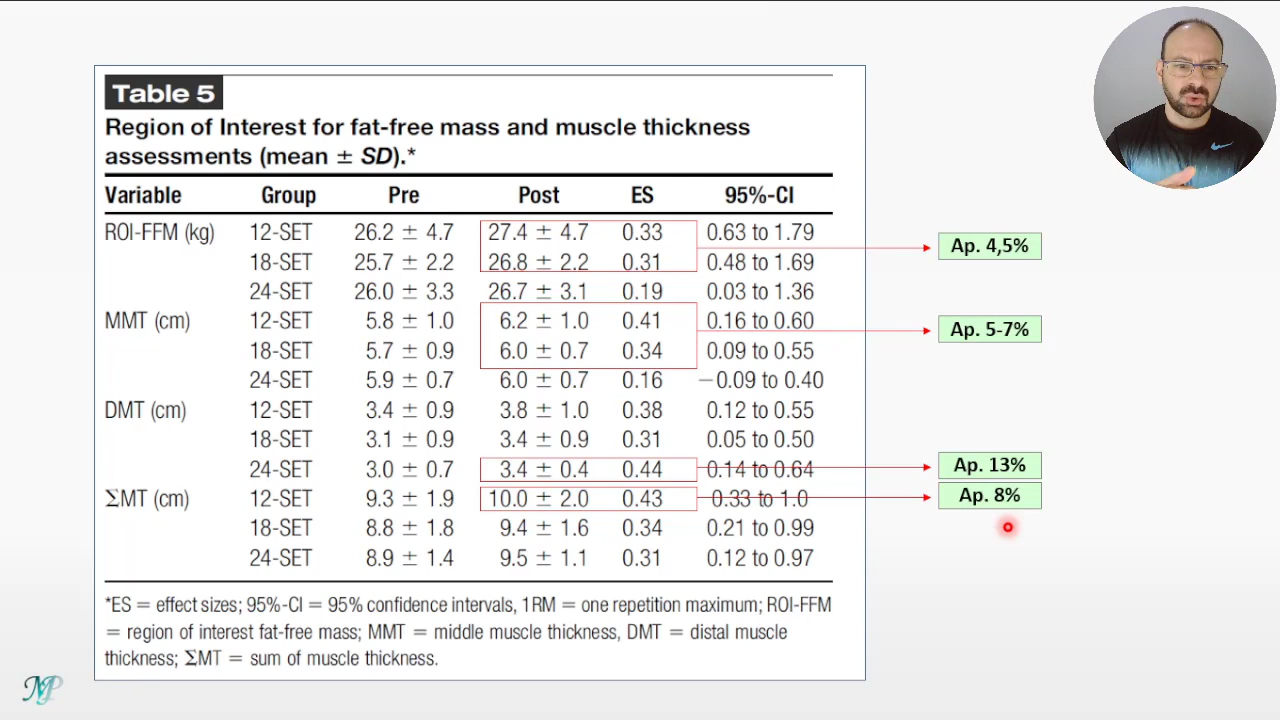 Table 5
Region of Interest for fat-free mass and muscle thickness
assessments (mean ± SD).*
Variable Group Pre Post ES 95%-CI
ROI-FFM (kg) 12-SET 26.2 ± 4.7 27.4 ± 4.7 0.33 0.63 to 1.79
Ap. 4,5%
18-SET 25.7 ± 2.2 26.8 ± 2.2 0.31 0.48 to 1.69
24-SET 26.0 ± 3.3 26.7 ± 3.1 0.19 0.03 to 1.36
MMT (cm) 12-SET 5.8 ± 1.0 6.2 ± 1.0 0.41 0.16 to 0.60
Ap. 5-7%
18-SET 5.7 ± 0.9 6.0 ± 0.7 0.34 0.09 to 0.55
24-SET 5.9 ± 0.7 6.0 ± 0.7 0.16 −0.09 to 0.40
DMT (cm) 12-SET 3.4 ± 0.9 3.8 ± 1.0 0.38 0.12 to 0.55
18-SET 3.1 ± 0.9 3.4 ± 0.9 0.31 0.05 to 0.50
24-SET 3.0 ± 0.7 3.4 ± 0.4 0.44 0.14 to 0.64 Ap. 13%
ΣMT (cm) 12-SET 9.3 ± 1.9 10.0 ± 2.0 0.43 0.33 to 1.0 Ap. 8%
18-SET 8.8 ± 1.8 9.4 ± 1.6 0.34 0.21 to 0.99
24-SET 8.9 ± 1.4 9.5 ± 1.1 0.31 0.12 to 0.97
*ES = effect sizes; 95%-CI = 95% confidence intervals, 1RM = one repetition maximum; ROI-FFM
= region of interest fat-free mass; MMT = middle muscle thickness, DMT = distal muscle
thickness; ΣMT = sum of muscle thickness.
MP